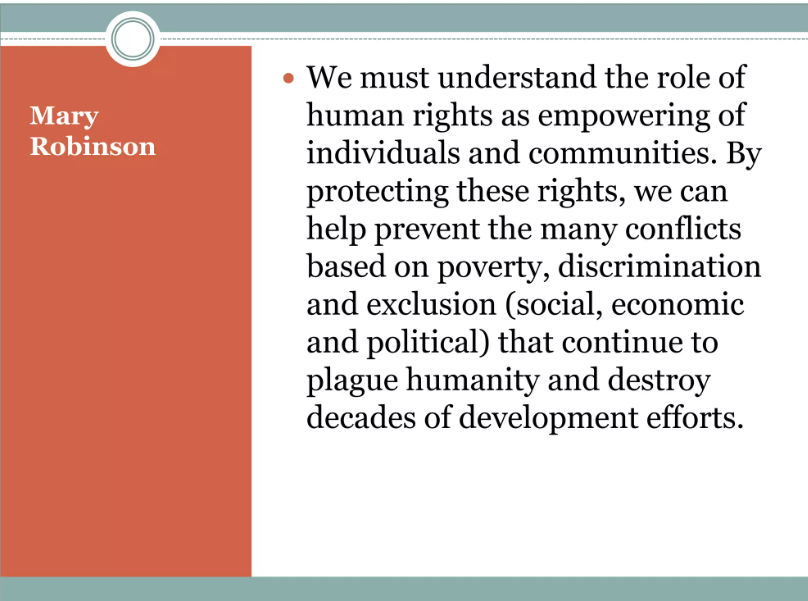 Mary
Robinson
• We must understand the role of
human rights as empowering of
individuals and communities. By
protecting these rights, we can
help prevent the many conflicts
based on poverty, discrimination
and exclusion (social, economic
and political) that continue to
plague humanity and destroy
decades of development efforts.